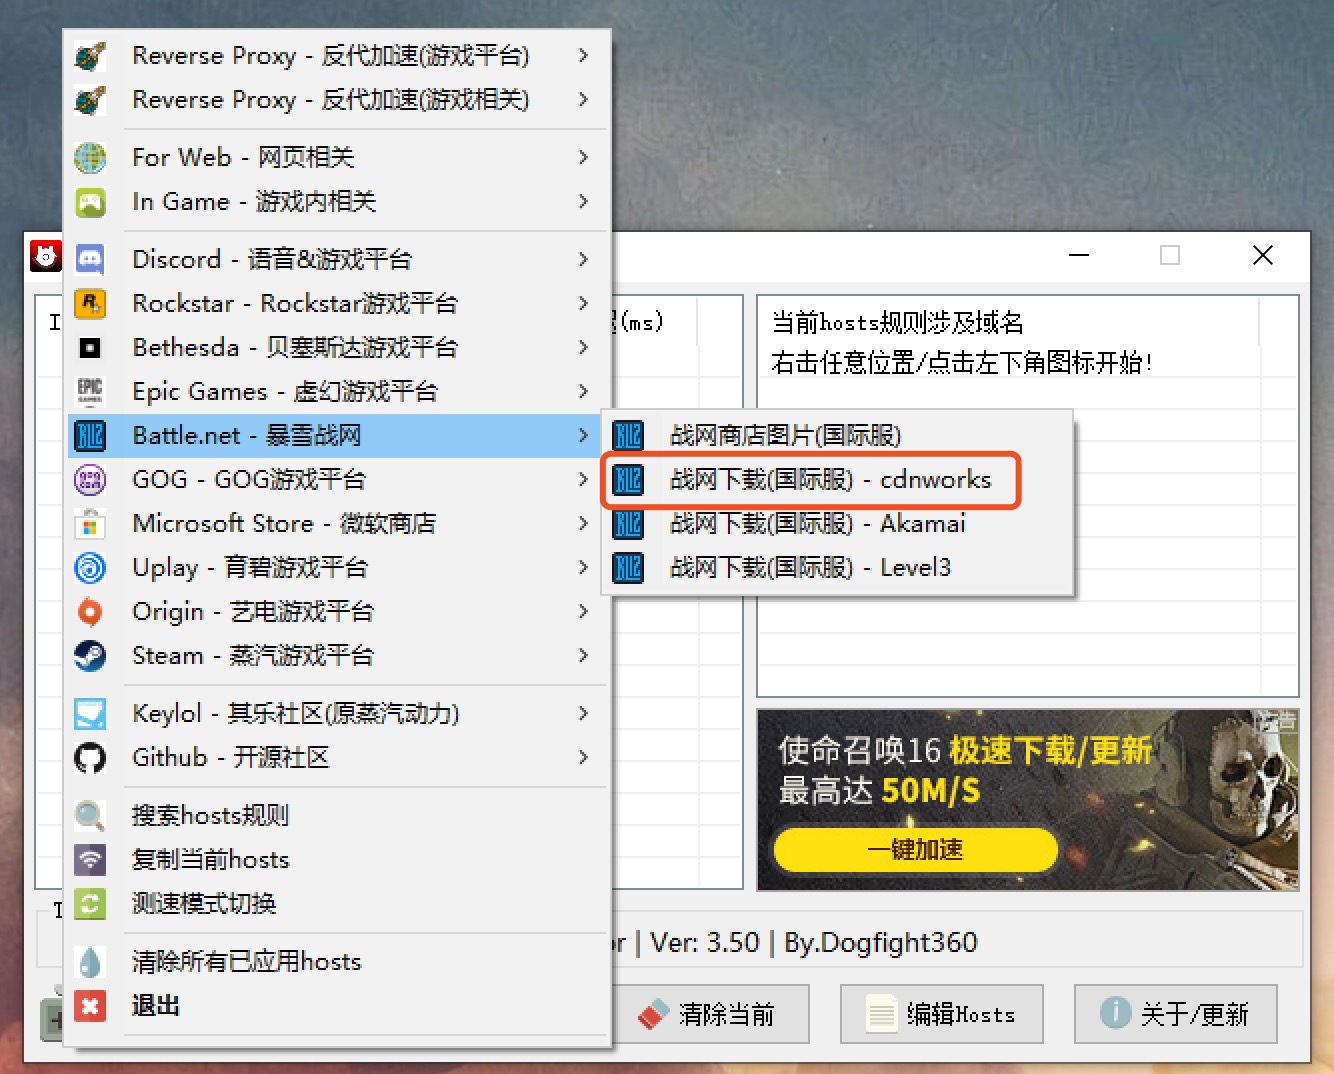 Reverse Proxy - 反代加速(游戏平台)
Reverse Proxy - 反代加速(游戏相关)
For Web - 网页相关
In Game - 游戏内相关
Discord - 语音&游戏平台
Rockstar - Rockstar游戏平台
Bethesda - 贝塞斯达游戏平台
Epic Games - 虚幻游戏平台
Battle.net - 暴雪战网
GOG - GOG游戏平台
Microsoft Store - 微软商店
Uplay - 育碧游戏平台
Origin - 艺电游戏平台
Steam - 蒸汽游戏平台
Keylol - 其乐社区(原蒸汽动力)
Github - 开源社区
搜索hosts规则
复制当前hosts
测速模式切换
清除所有已应用hosts
退出
战网商店图片(国际服)
战网下载(国际服) - cdnworks
战网下载(国际服) - Akamai
战网下载(国际服) - Level3
(ms)
当前hosts规则涉及域名
右击任意位置/点击左下角图标开始!
广告
使命召唤16 极速下载/更新
最高达 50M/S
一键加速
| Ver: 3.50 | By.Dogfight360
清除当前
编辑Hosts
关于/更新